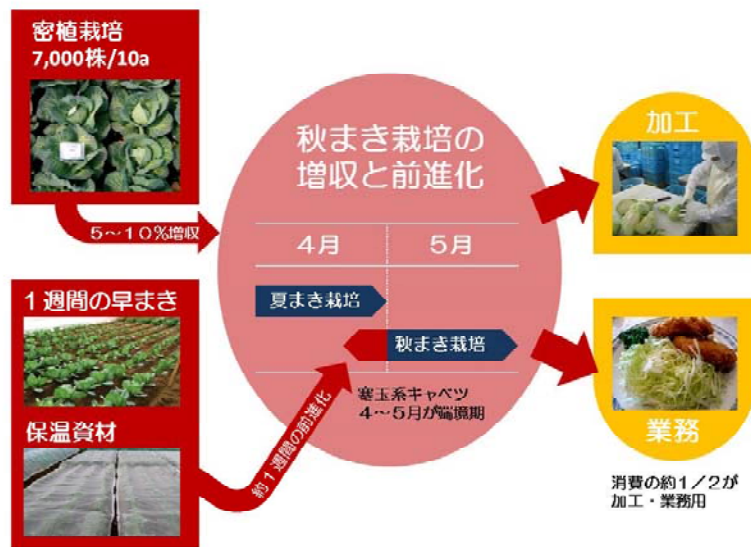 密植栽培
7,000株/10a
5～10％増収
1週間の早まき
保温資材
約1週間の前進化
秋まき栽培の
増収と前進化
4月
5月
夏まき栽培
秋まき栽培
寒玉系キャベツ
4～5月が端境期
加工
業務
消費の約1／2が
加工・業務用